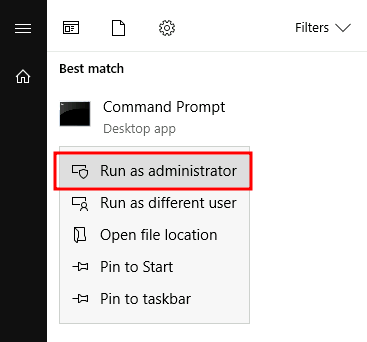 Filters
Best match
Command Prompt
Desktop app
Run as administrator
Run as different user
Open file location
Pin to Start
Pin to taskbar